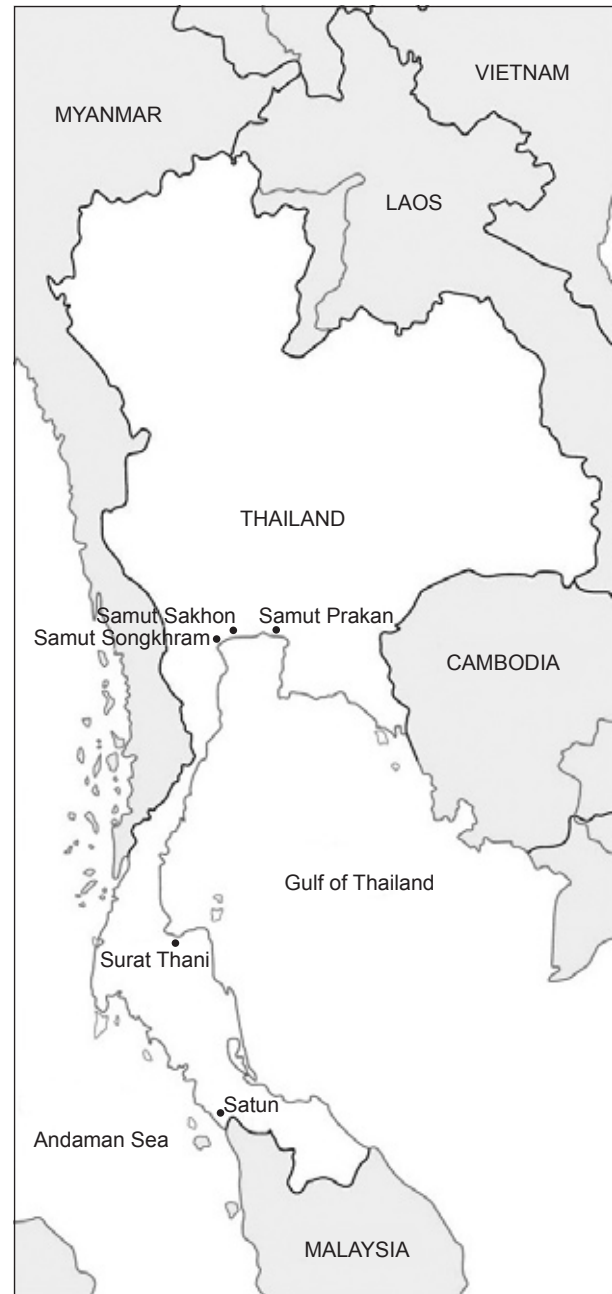 VIETNAM
MYANMAR
LAOS
THAILAND
Samut Sakhon
Samut Prakan
Samut Songkhram
CAMBODIA
Gulf of Thailand
Surat Thani
Satun
Andaman Sea
MALAYSIA